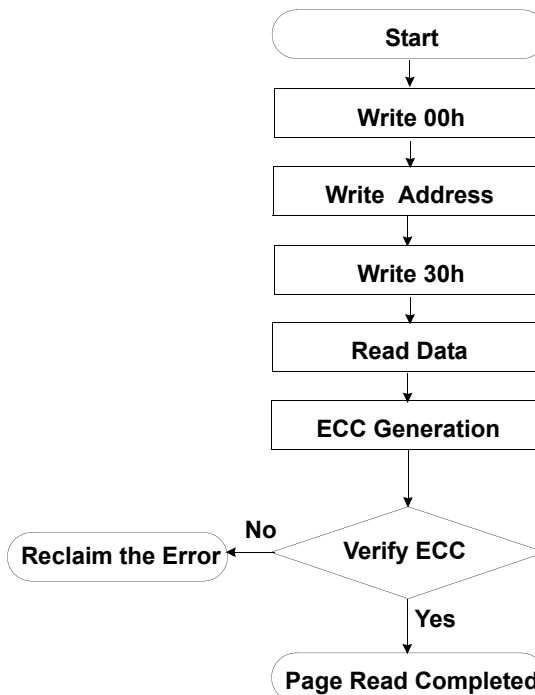 Start
Write 00h
Write Address
Write 30h
Read Data
ECC Generation
No
Reclaim the Error
Verify ECC
Yes
Page Read Completed